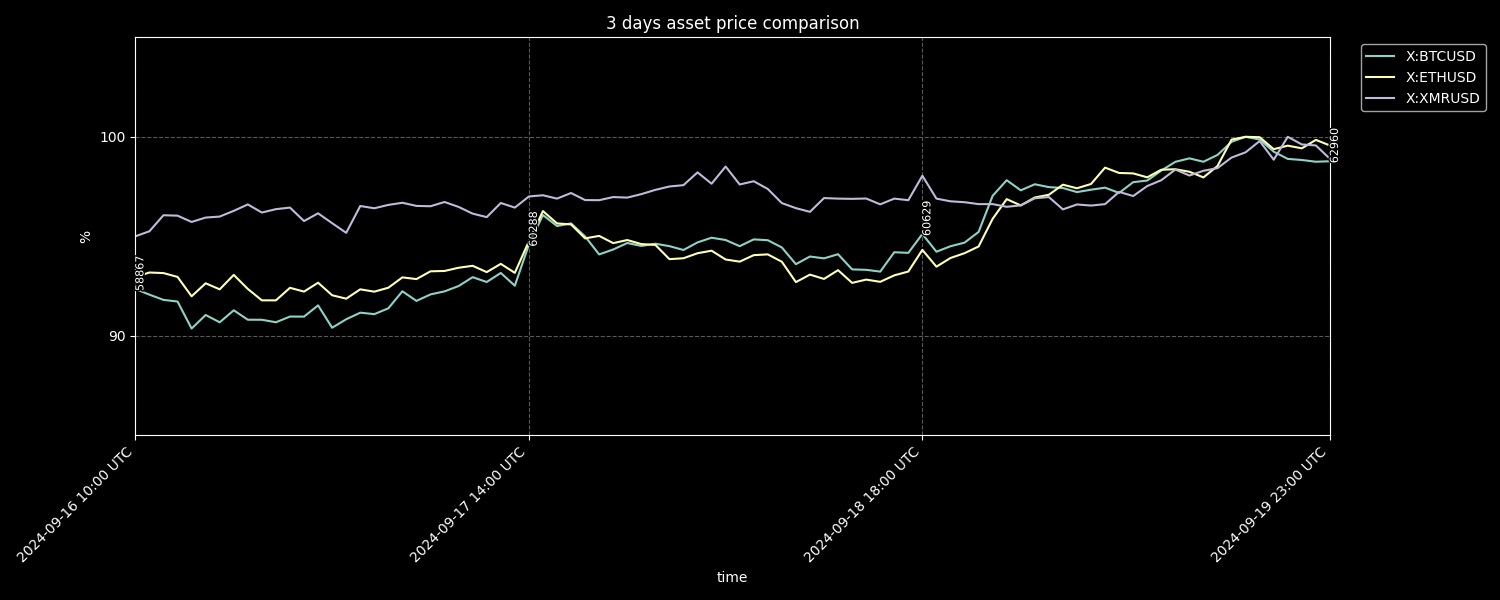 3 days asset price comparison
X:BTCUSD
X:ETHUSD
X:XMRUSD
100
90
%
58867
60288
60629
62960
2024-09-16 10:00 UTC
2024-09-17 14:00 UTC
2024-09-18 18:00 UTC
2024-09-19 23:00 UTC
time